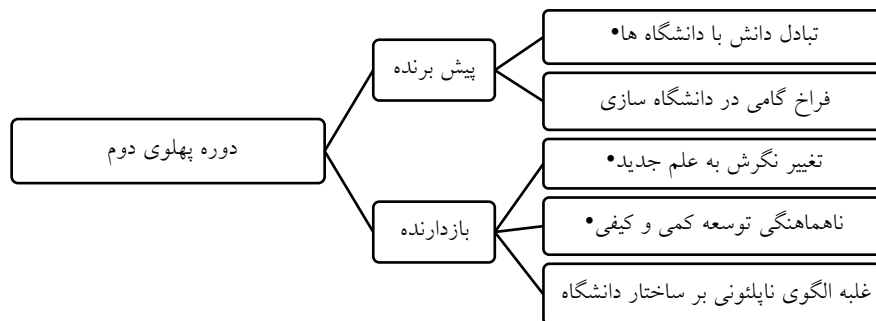 دوره پهلوی دوم
پیش برنده
تبادل دانش با دانشگاه ها•
فراخ گامی در دانشگاه سازی
بازدارنده
تغییر نگرش به علم جدید•
ناهماهنگی توسعه کمی و کیفی•
غلبه الگوی ناپلئونی بر ساختار دانشگاه